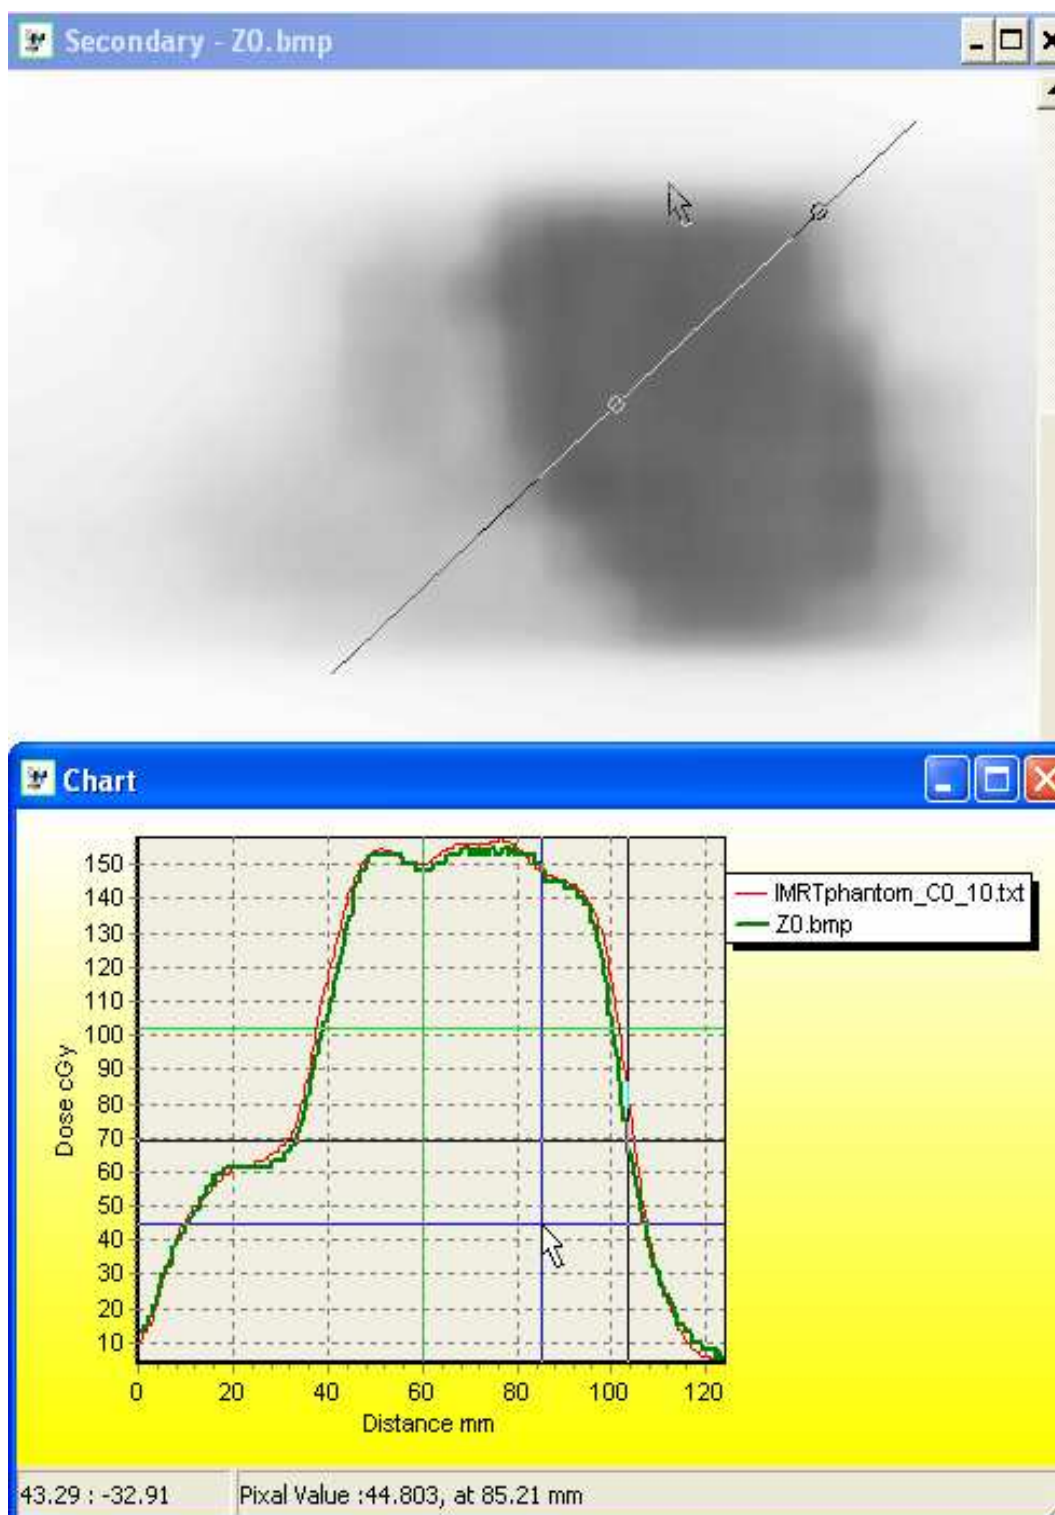 Secondary - Z0.bmp
Chart
150
140
130
120
110
100
90
80
70
60
50
40
30
20
10
Dose cGy
0 20 40 60 80 100 120
Distance mm
IMRTphantom_C0_10.txt
Z0.bmp
43.29 : -32.91
Pixal Value :44.803, at 85.21 mm